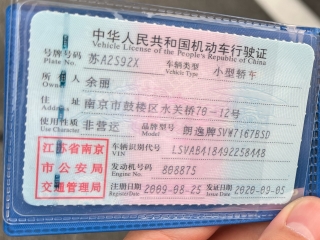 中华人民共和国机动车行驶证
Vehicle License of the People's Republic of China
号牌号码 苏A2S92X 车辆类型 小型轿车
Plate No. Vehicle Type
所有人 余丽
Owner
住址 南京市鼓楼区水关桥78-12号
Address
使用性质 非营运 品牌型号 朗逸牌SVW7167BSD
Use Character Model
江苏省南京
市公安局
交通管理局
车辆识别代号 LSVAB418492258448
VIN
发动机号码 808875
Engine No.
注册日期 2009-08-25 发证日期 2020-09-05
Register Date Issue Date